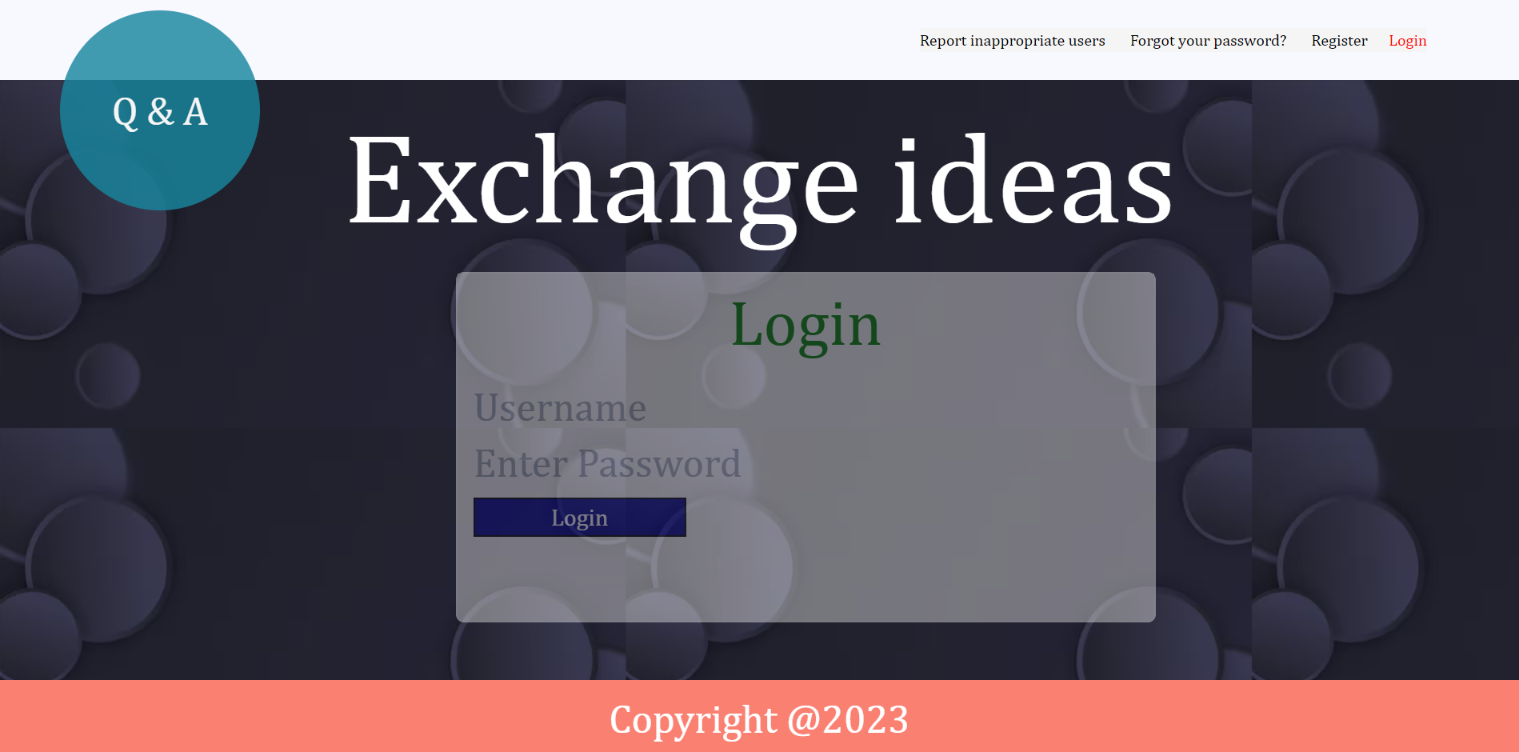 Report inappropriate users Forgot your password? Register Login
Q & A
Exchange ideas
Login
Username
Enter Password
Login
Copyright @2023